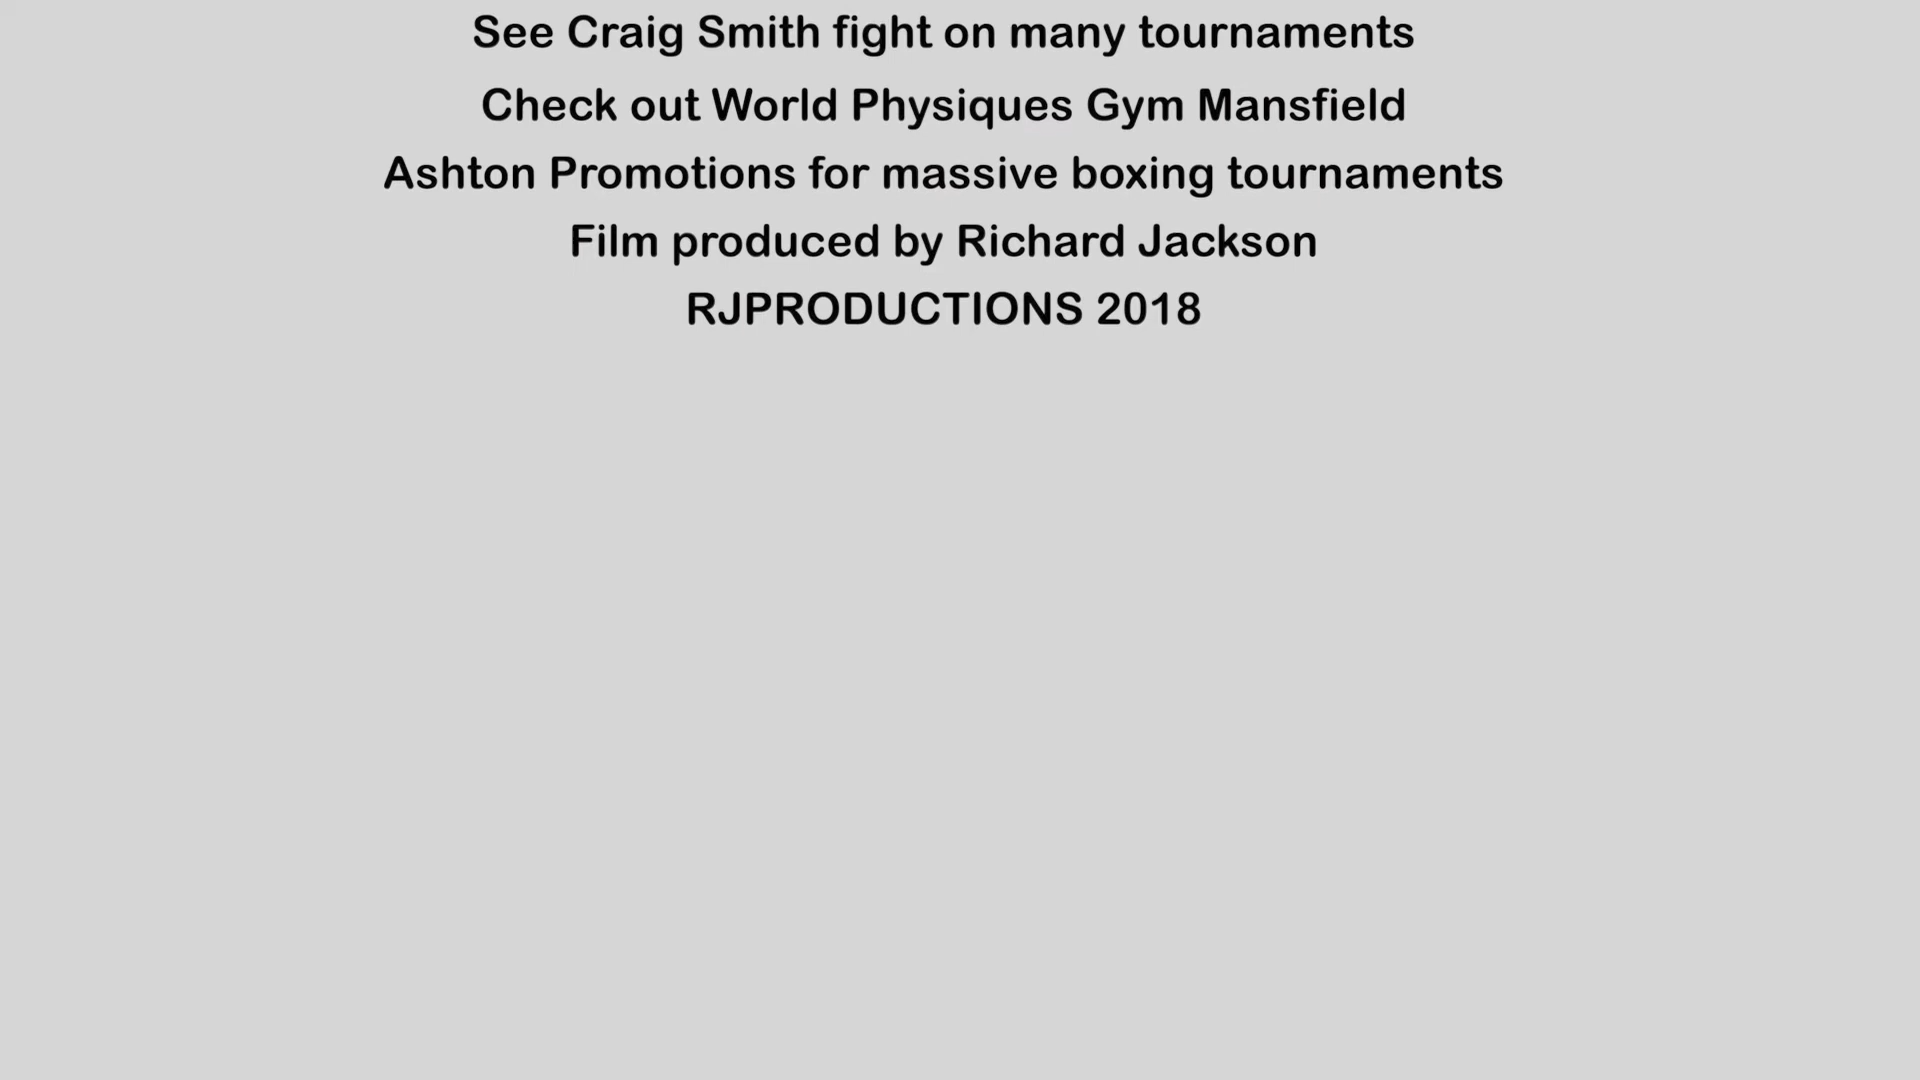 See Craig Smith fight on many tournaments
Check out World Physiques Gym Mansfield
Ashton Promotions for massive boxing tournaments
Film produced by Richard Jackson
RJPRODUCTIONS 2018